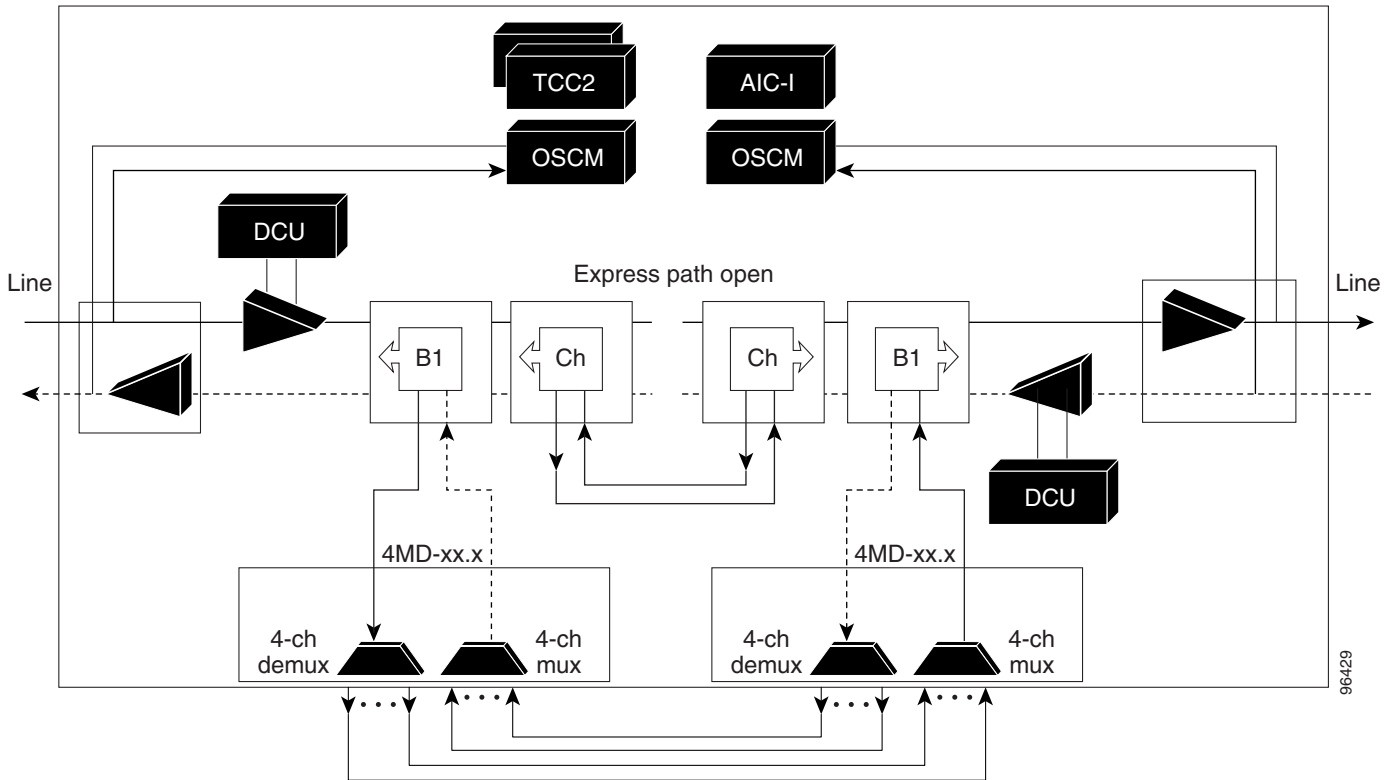 TCC2
AIC-I
OSCM
OSCM
DCU
Line
Express path open
Line
B1
Ch
Ch
B1
DCU
4MD-xx.x
4MD-xx.x
4-ch
demux
4-ch
mux
4-ch
demux
4-ch
mux
96429